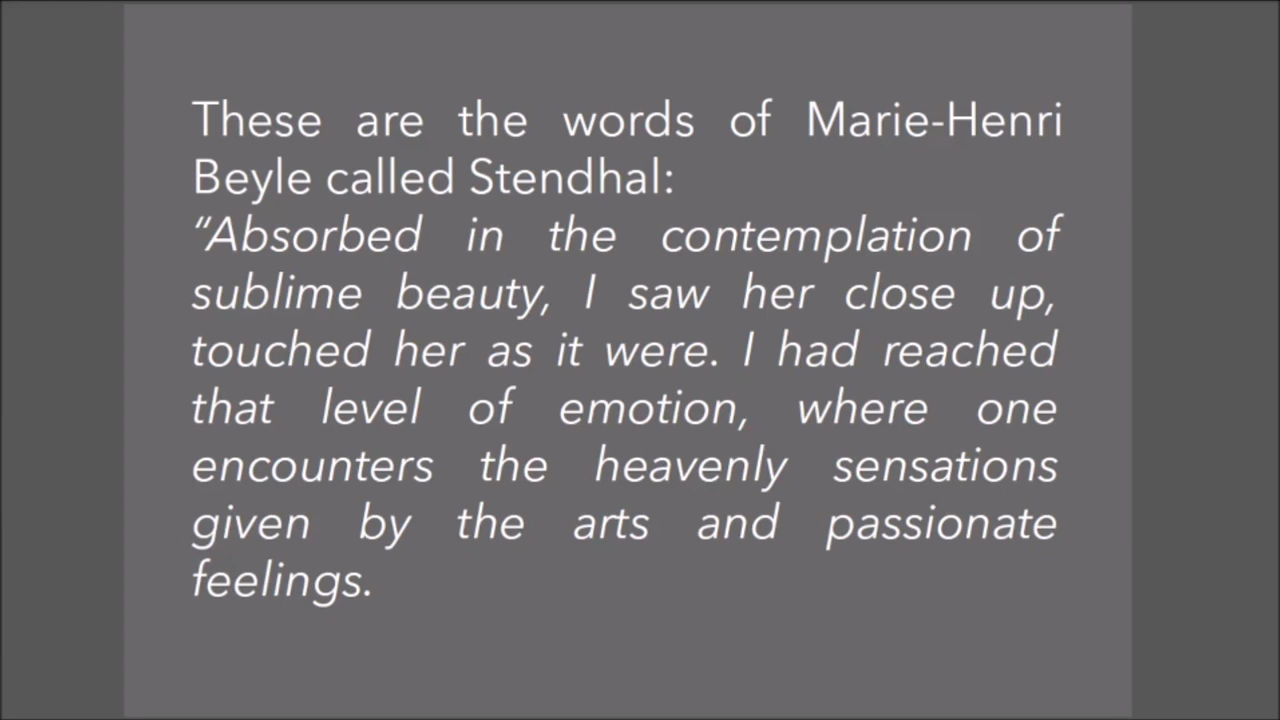 These are the words of Marie-Henri
Beyle called Stendhal:
“Absorbed in the contemplation of
sublime beauty, I saw her close up,
touched her as it were. I had reached
that level of emotion, where one
encounters the heavenly sensations
given by the arts and passionate
feelings.